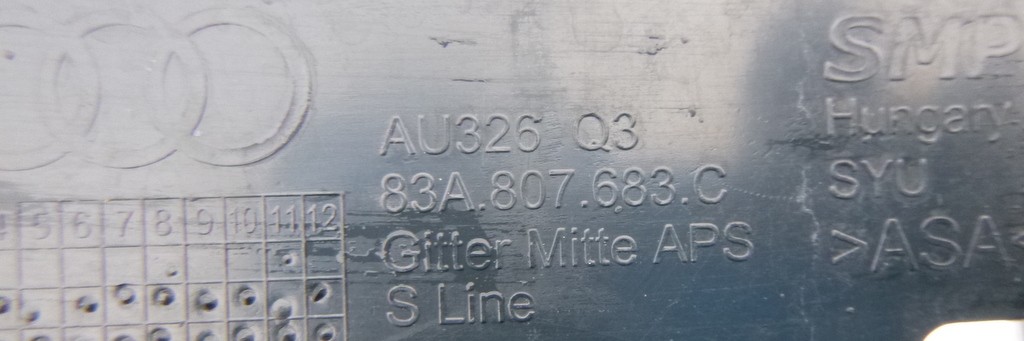 AU326 Q3
83A.807.683.C
Gitter Mitte APS
S Line
SMP
Hungary
SYU
>ASA
5 6 7 8 9 10 11 12